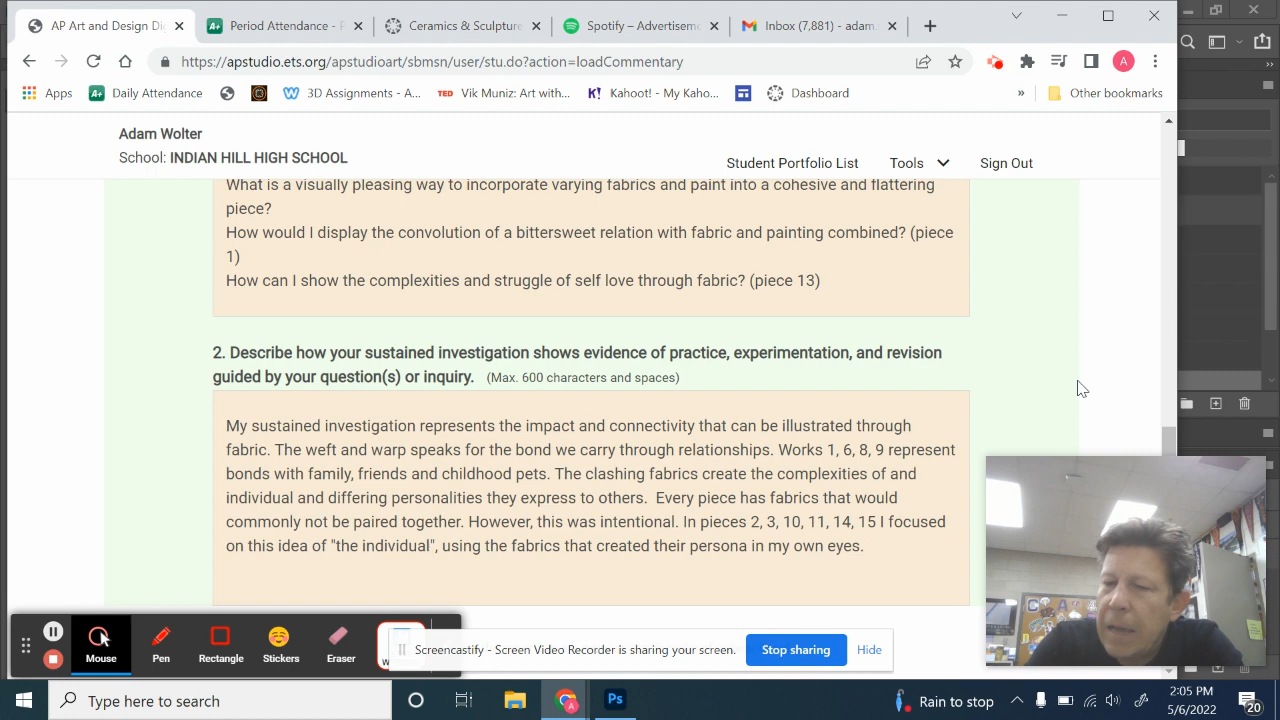 AP Art and Design Di
Period Attendance - P
Ceramics & Sculpture
Spotify – Advertisem
Inbox (7,881) - adam.
https://apstudio.ets.org/apstudioart/sbmsn/user/stu.do?action=loadCommentary
A
Apps
A+ Daily Attendance
3D Assignments - A...
TED Vik Muniz: Art with...
K! Kahoot! - My Kaho...
Dashboard
» Other bookmarks
Adam Wolter
School: INDIAN HILL HIGH SCHOOL
Student Portfolio List
Tools
Sign Out
What is a visually pleasing way to incorporate varying fabrics and paint into a cohesive and flattering
piece?
How would I display the convolution of a bittersweet relation with fabric and painting combined? (piece
1)
How can I show the complexities and struggle of self love through fabric? (piece 13)
2. Describe how your sustained investigation shows evidence of practice, experimentation, and revision
guided by your question(s) or inquiry. (Max. 600 characters and spaces)
My sustained investigation represents the impact and connectivity that can be illustrated through
fabric. The weft and warp speaks for the bond we carry through relationships. Works 1, 6, 8, 9 represent
bonds with family, friends and childhood pets. The clashing fabrics create the complexities of and
individual and differing personalities they express to others. Every piece has fabrics that would
commonly not be paired together. However, this was intentional. In pieces 2, 3, 10, 11, 14, 15 I focused
on this idea of "the individual", using the fabrics that created their persona in my own eyes.
Mouse
Pen
Rectangle
Stickers
Eraser
Screencastify - Screen Video Recorder is sharing your screen.
Stop sharing
Hide
Type here to search
Ps
Rain to stop
2:05 PM
5/6/2022
20